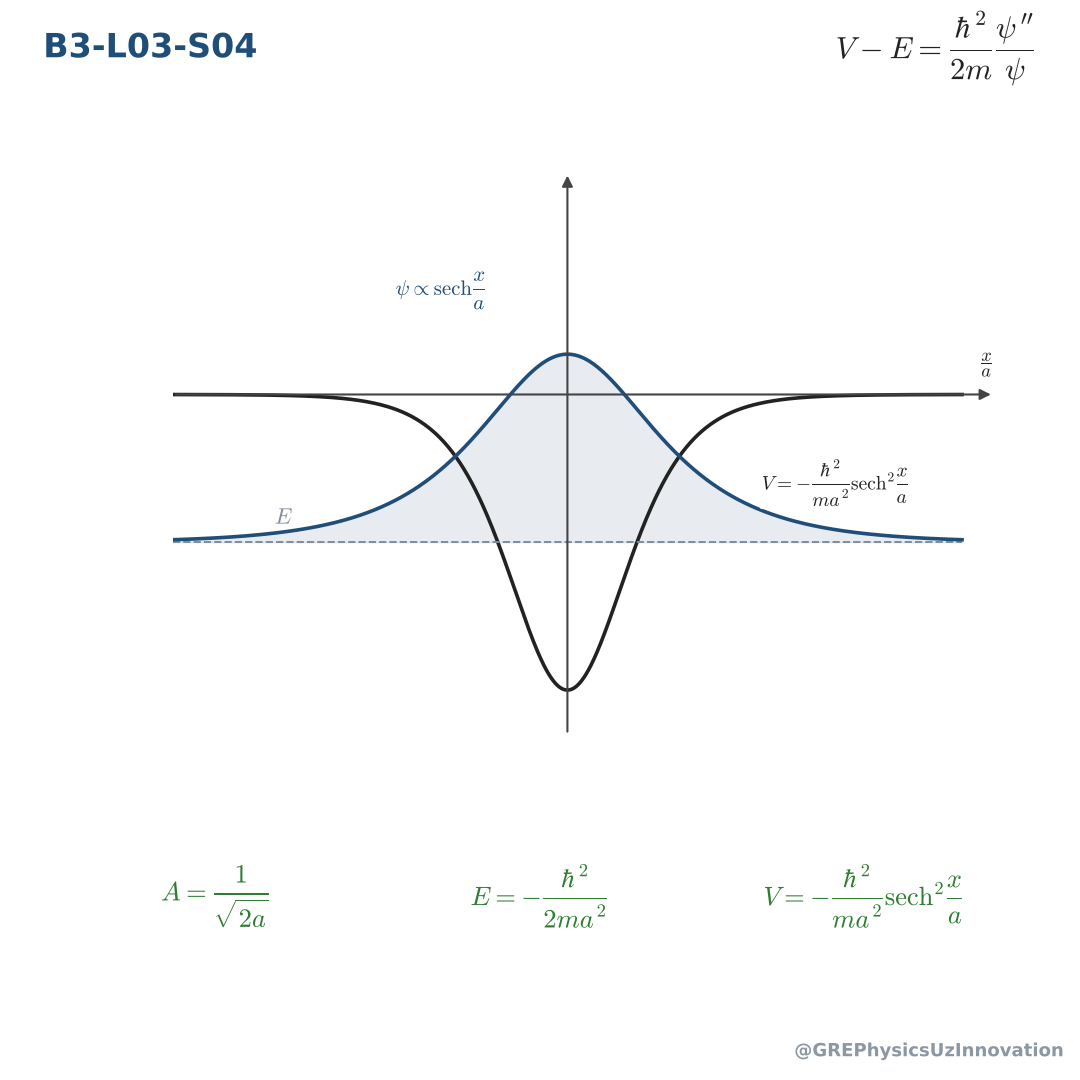 B3-L03-S04
V − E = ħ²/2m ψ″/ψ
ψ ∝ sech x/a
x/a
V = −ħ²/ma² sech² x/a
E
A = 1/√2a
E = −ħ²/2ma²
V = −ħ²/ma² sech² x/a
@GREPhysicsUzInnovation